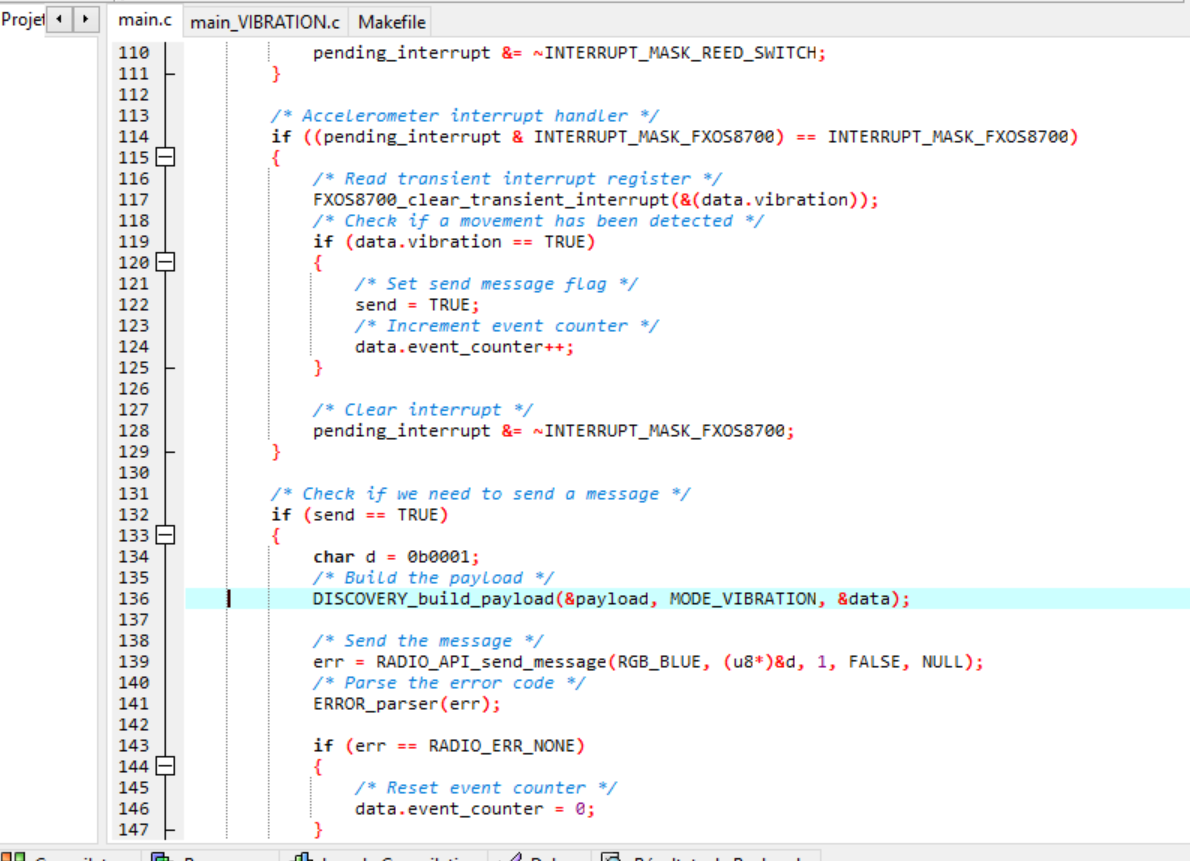 Projet
main.c main_VIBRATION.c Makefile
110 pending_interrupt &= ~INTERRUPT_MASK_REED_SWITCH;
111 }
112
113 /* Accelerometer interrupt handler */
114 if ((pending_interrupt & INTERRUPT_MASK_FXOS8700) == INTERRUPT_MASK_FXOS8700)
115 {
116 /* Read transient interrupt register */
117 FXOS8700_clear_transient_interrupt(&(data.vibration));
118 /* Check if a movement has been detected */
119 if (data.vibration == TRUE)
120 {
121 /* Set send message flag */
122 send = TRUE;
123 /* Increment event counter */
124 data.event_counter++;
125 }
126
127 /* Clear interrupt */
128 pending_interrupt &= ~INTERRUPT_MASK_FXOS8700;
129 }
130
131 /* Check if we need to send a message */
132 if (send == TRUE)
133 {
134 char d = 0b0001;
135 /* Build the payload */
136 DISCOVERY_build_payload(&payload, MODE_VIBRATION, &data);
137
138 /* Send the message */
139 err = RADIO_API_send_message(RGB_BLUE, (u8*)&d, 1, FALSE, NULL);
140 /* Parse the error code */
141 ERROR_parser(err);
142
143 if (err == RADIO_ERR_NONE)
144 {
145 /* Reset event counter */
146 data.event_counter = 0;
147 }